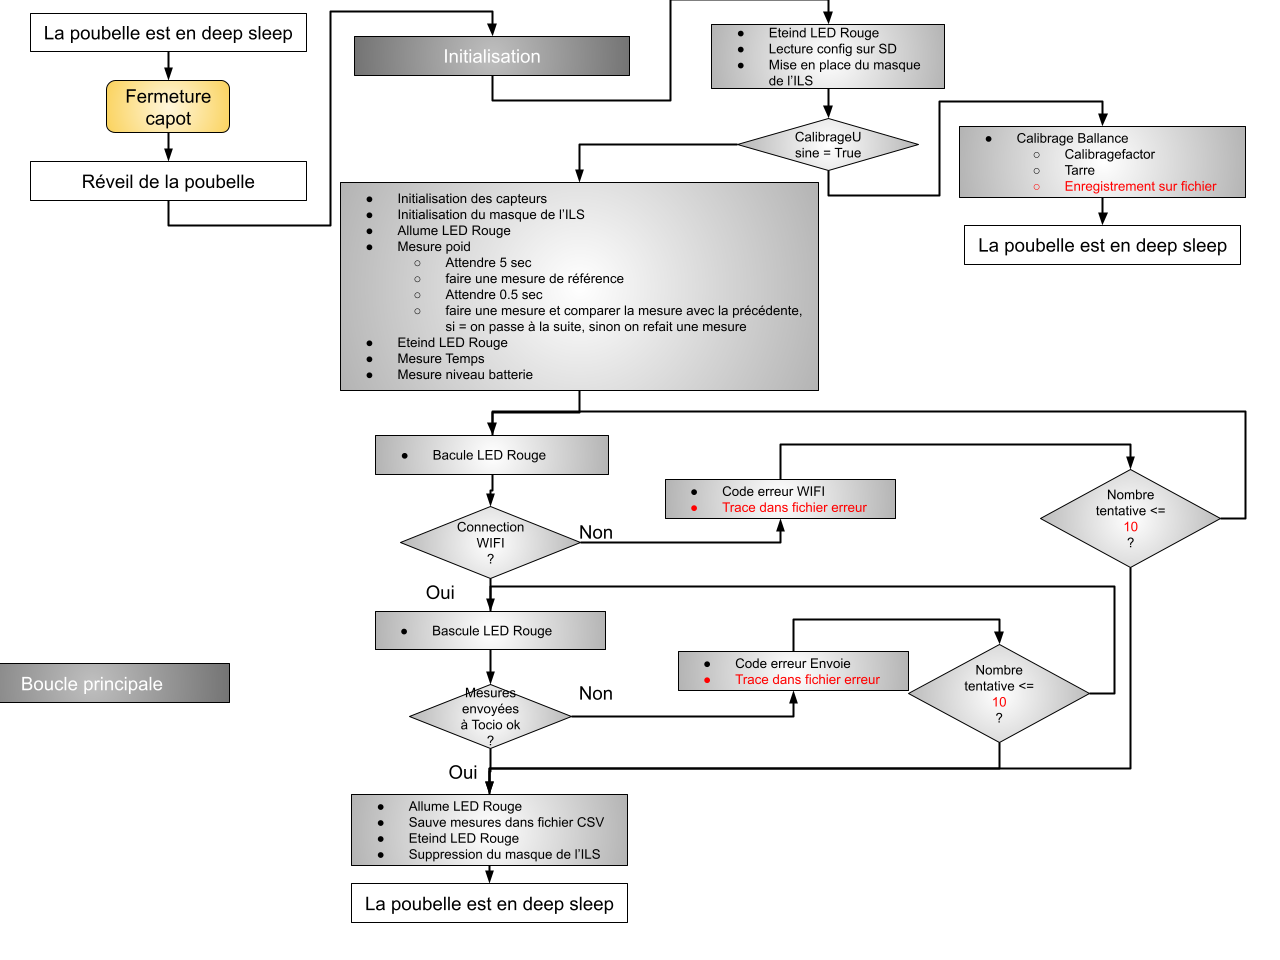 La poubelle est en deep sleep
Fermeture
capot
Réveil de la poubelle
Initialisation
● Eteind LED Rouge
● Lecture config sur SD
● Mise en place du masque
de l'ILS
CalibrageU
sine = True
● Calibrage Ballance
○ Calibragefactor
○ Tarre
○ Enregistrement sur fichier
La poubelle est en deep sleep
● Initialisation des capteurs
● Initialisation du masque de l'ILS
● Allume LED Rouge
● Mesure poid
○ Attendre 5 sec
○ faire une mesure de référence
○ Attendre 0.5 sec
○ faire une mesure et comparer la mesure avec la précédente,
si = on passe à la suite, sinon on refait une mesure
● Eteind LED Rouge
● Mesure Temps
● Mesure niveau batterie
● Bacule LED Rouge
Connection
WIFI
?
Non
● Code erreur WIFI
● Trace dans fichier erreur
Nombre
tentative <=
10
?
Oui
● Bascule LED Rouge
Boucle principale
Mesures
envoyées
à Tocio ok
?
Non
● Code erreur Envoie
● Trace dans fichier erreur
Nombre
tentative <=
10
?
Oui
● Allume LED Rouge
● Sauve mesures dans fichier CSV
● Eteind LED Rouge
● Suppression du masque de l'ILS
La poubelle est en deep sleep